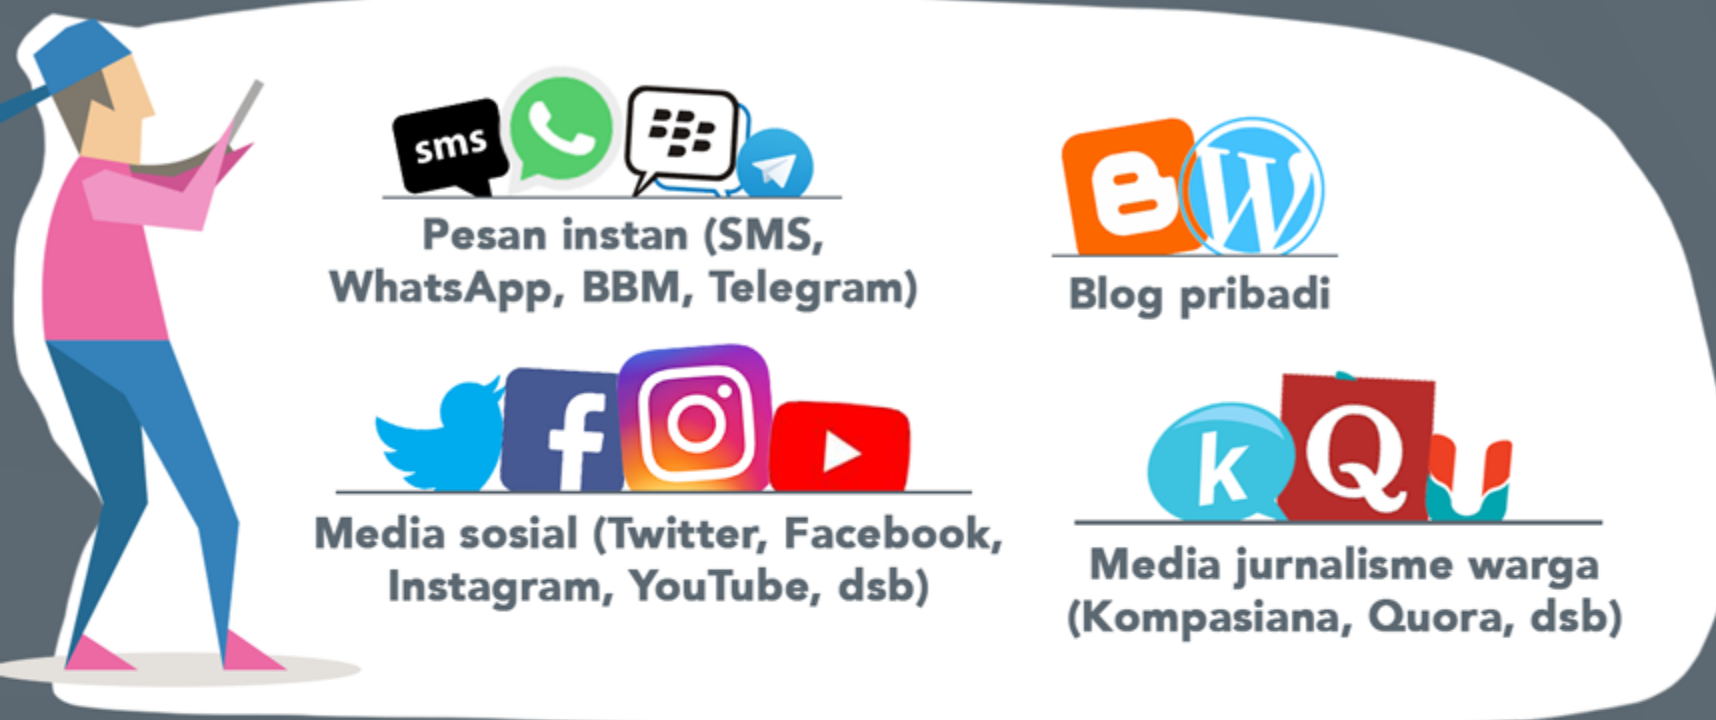 sms
Pesan instan (SMS,
WhatsApp, BBM, Telegram)
B W
Blog pribadi
f
Media sosial (Twitter, Facebook,
Instagram, YouTube, dsb)
k Q u
Media jurnalisme warga
(Kompasiana, Quora, dsb)